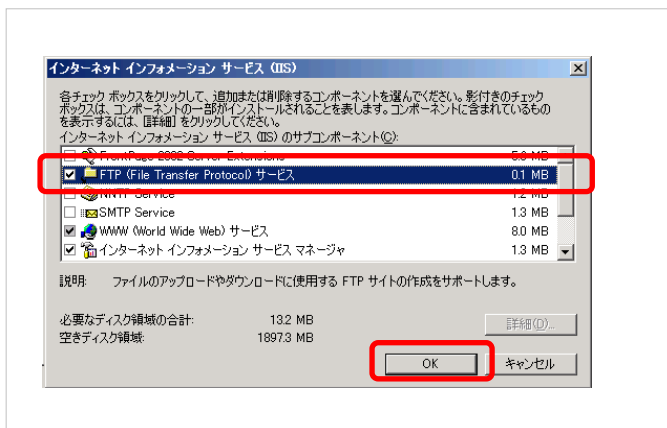 インターネット インフォメーション サービス (IIS)
各チェック ボックスをクリックして、追加または削除するコンポーネントを選んでください。影付きのチェック
ボックスは、コンポーネントの一部がインストールされることを表します。コンポーネントに含まれているもの
を表示するには、[詳細] をクリックしてください。
インターネット インフォメーション サービス (IIS) のサブコンポーネント(C):
FrontPage 2002 Server Extensions 5.0 MB
FTP (File Transfer Protocol) サービス 0.1 MB
NNTP Service 1.2 MB
SMTP Service 1.3 MB
WWW (World Wide Web) サービス 8.0 MB
インターネット インフォメーション サービス マネージャ 1.3 MB
説明: ファイルのアップロードやダウンロードに使用する FTP サイトの作成をサポートします。
必要なディスク領域の合計: 13.2 MB
詳細(D)...
空きディスク領域: 1897.3 MB
OK キャンセル